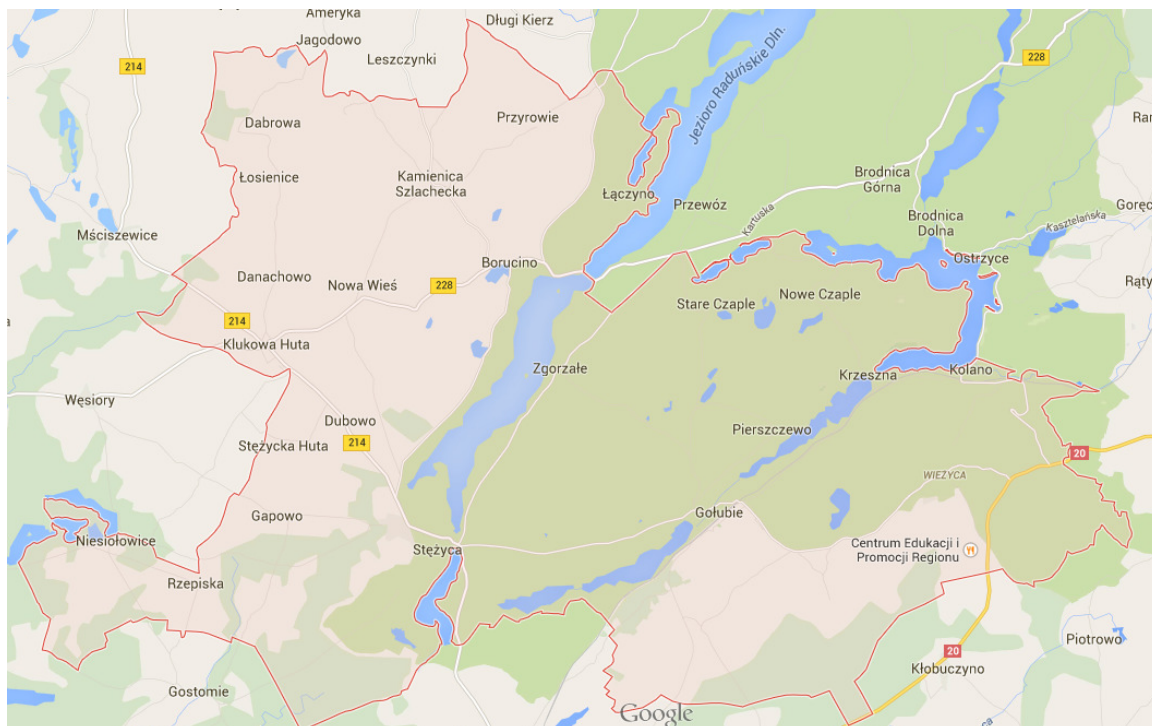 Ameryka
Długi Kierz
Jagodowo
Leszczynki
214
228
Jezioro Raduńskie Dln.
Przyrowie
Dabrowa
Łosienice
Kamienica
Szlachecka
Łączyno
Przewóz
Brodnica
Górna
Brodnica
Dolna
Kartuska
Kasztelańska
Mściszewice
Borucino
Ostrzyce
Danachowo
Nowa Wieś
228
Stare Czaple
Nowe Czaple
214
Klukowa Huta
Zgorzałe
Krzeszna
Kolano
Węsiory
Dubowo
Pierszczewo
Stężycka Huta
214
20
WIEŻYCA
Gapowo
Gołubie
Niesiołowice
Stężyca
Centrum Edukacji i
Promocji Regionu
Rzepiska
Piotrowo
20
Kłobuczyno
Gostomie
Google